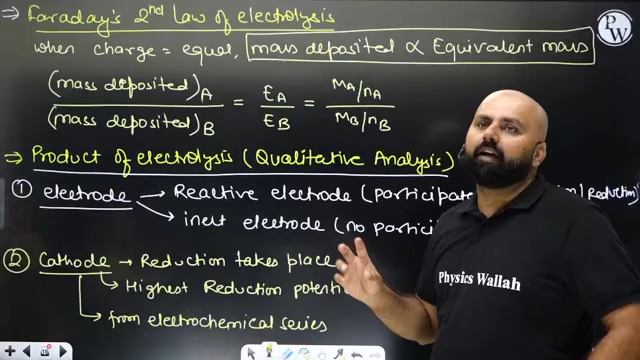 ⇒ Faraday's 2nd Law of electrolysis
when charge = equal, mass deposited ∝ Equivalent mass
(mass deposited)A / (mass deposited)B = EA / EB = MA/nA / MB/nB
⇒ Product of electrolysis (Qualitative Analysis)
① electrode → Reactive electrode (participate / Reduction)
→ inert electrode (no partici
② Cathode → Reduction takes place
→ Highest Reduction potenti
→ from electrochemical series
PW
Physics Wallah